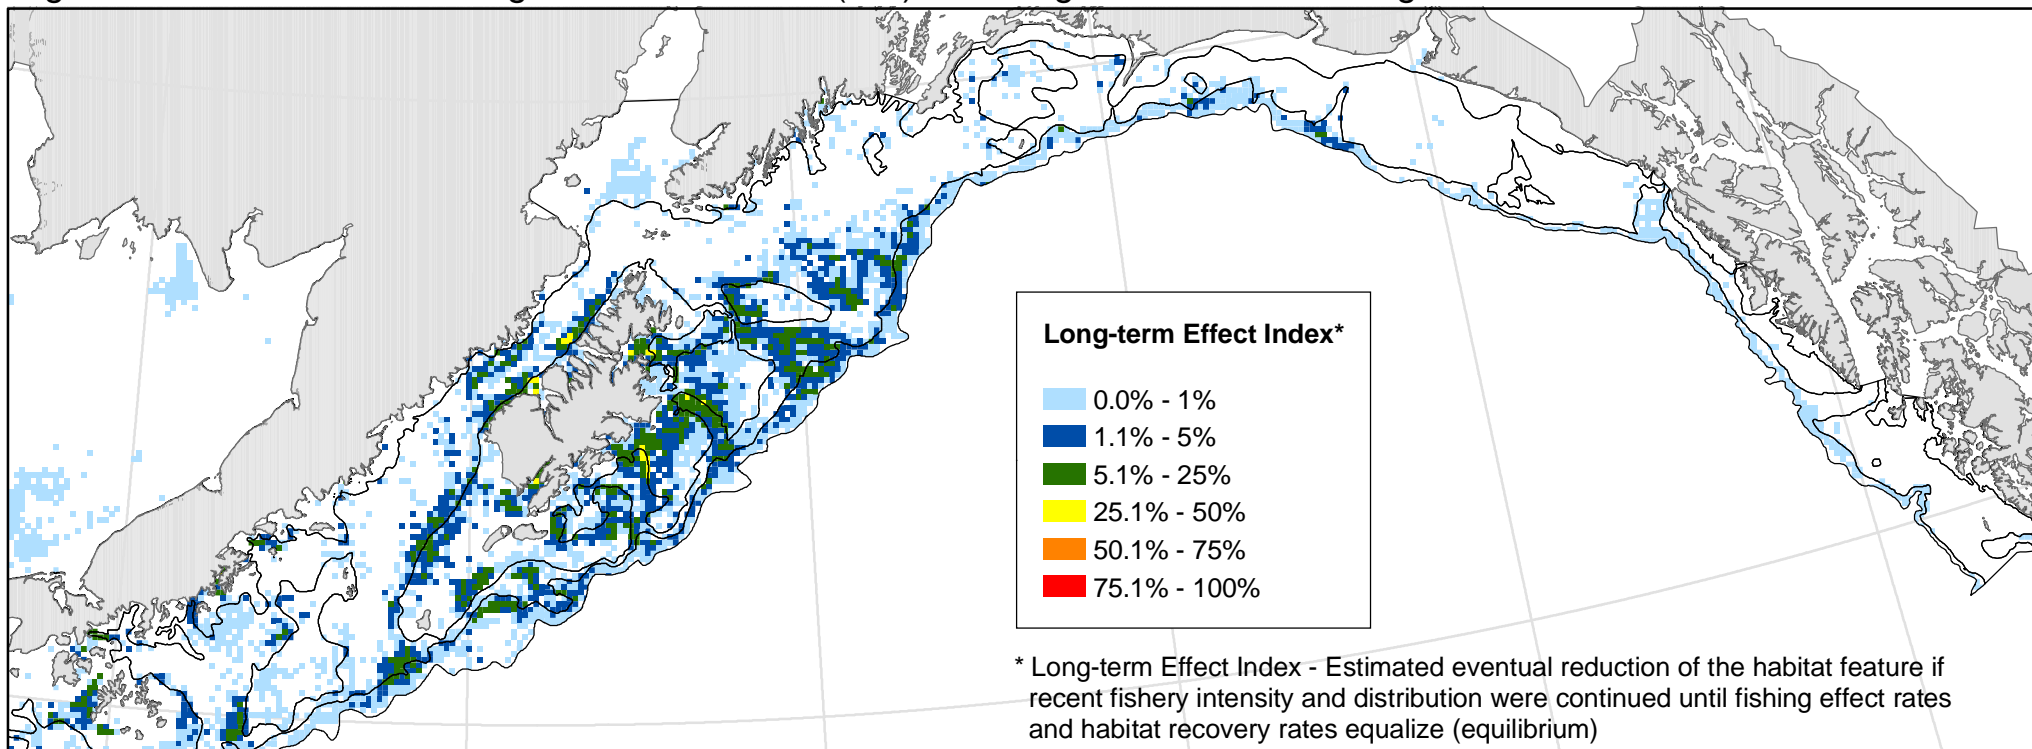 Long-term Effect Index*
0.0% - 1%
1.1% - 5%
5.1% - 25%
25.1% - 50%
50.1% - 75%
75.1% - 100%
* Long-term Effect Index - Estimated eventual reduction of the habitat feature if
recent fishery intensity and distribution were continued until fishing effect rates
and habitat recovery rates equalize (equilibrium)